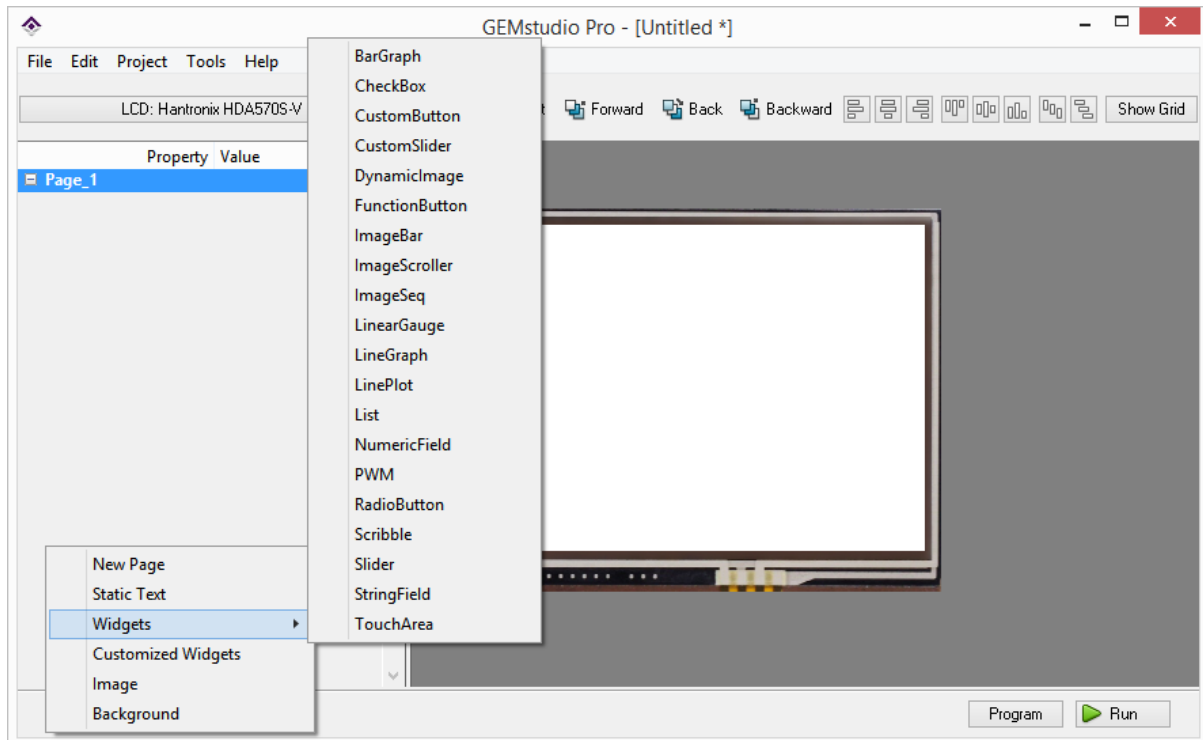 GEMstudio Pro - [Untitled *]
File Edit Project Tools Help
LCD: Hantronix HDA570S-V
Forward Back Backward Show Grid
Property Value
Page_1
BarGraph
CheckBox
CustomButton
CustomSlider
DynamicImage
FunctionButton
ImageBar
ImageScroller
ImageSeq
LinearGauge
LineGraph
LinePlot
List
NumericField
PWM
RadioButton
Scribble
Slider
StringField
TouchArea
New Page
Static Text
Widgets
Customized Widgets
Image
Background
Program Run